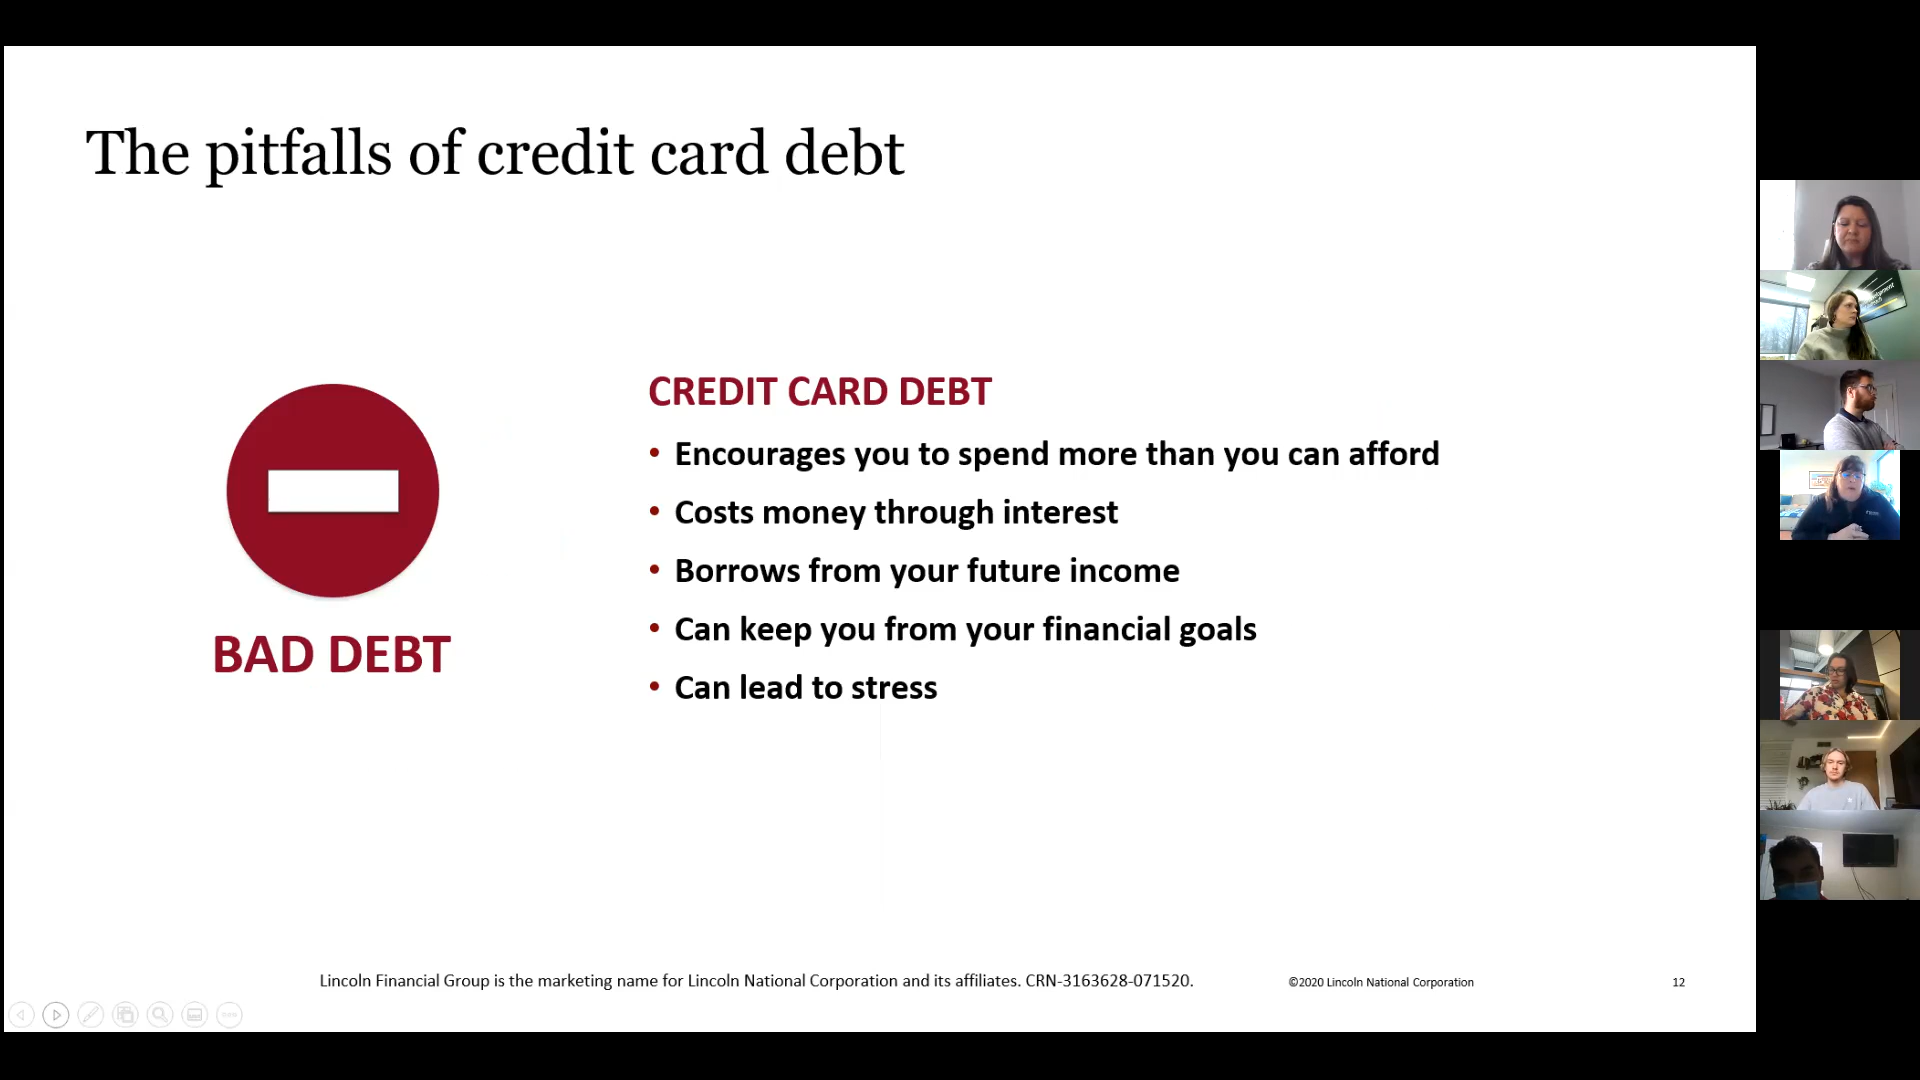 The pitfalls of credit card debt
BAD DEBT
CREDIT CARD DEBT
• Encourages you to spend more than you can afford
• Costs money through interest
• Borrows from your future income
• Can keep you from your financial goals
• Can lead to stress
Lincoln Financial Group is the marketing name for Lincoln National Corporation and its affiliates. CRN-3163628-071520.
©2020 Lincoln National Corporation
12